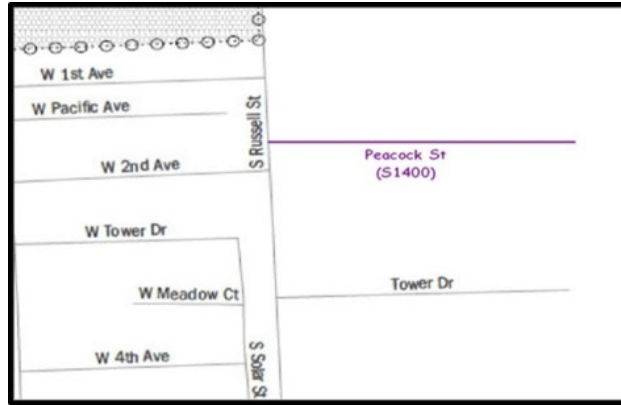 W 1st Ave
W Pacific Ave
S Russell St
Peacock St
(S1400)
W 2nd Ave
W Tower Dr
Tower Dr
W Meadow Ct
W 4th Ave
S Solar St